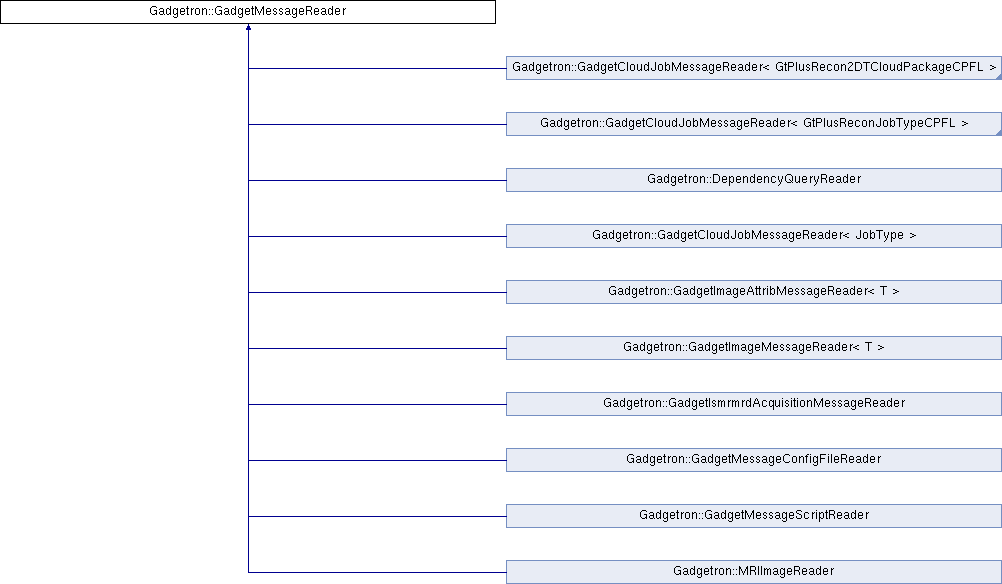 Gadgetron::GadgetMessageReader
Gadgetron::GadgetCloudJobMessageReader< GtPlusRecon2DTCloudPackageCPFL >
Gadgetron::GadgetCloudJobMessageReader< GtPlusReconJobTypeCPFL >
Gadgetron::DependencyQueryReader
Gadgetron::GadgetCloudJobMessageReader< JobType >
Gadgetron::GadgetImageAttribMessageReader< T >
Gadgetron::GadgetImageMessageReader< T >
Gadgetron::GadgetIsmrmrdAcquisitionMessageReader
Gadgetron::GadgetMessageConfigFileReader
Gadgetron::GadgetMessageScriptReader
Gadgetron::MRIImageReader